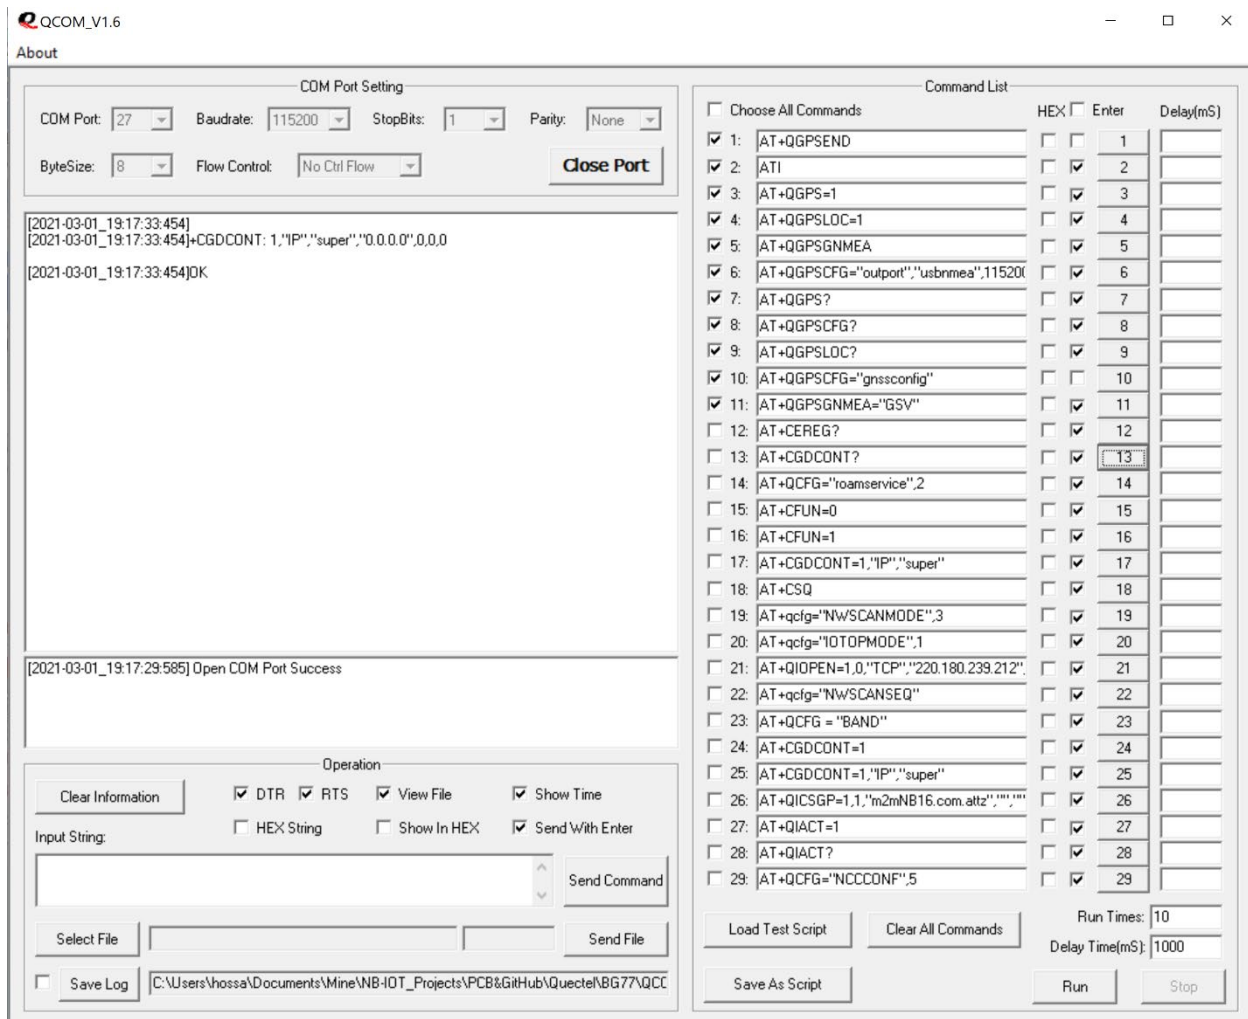 QCOM_V1.6
About
COM Port Setting
COM Port: 27 Baudrate: 115200 StopBits: 1 Parity: None
ByteSize: 8 Flow Control: No Ctrl Flow Close Port
[2021-03-01_19:17:33:454]
[2021-03-01_19:17:33:454]+CGDCONT: 1,"IP","super","0.0.0.0",0,0,0
[2021-03-01_19:17:33:454]OK
[2021-03-01_19:17:29:585] Open COM Port Success
Operation
Clear Information DTR RTS View File Show Time
HEX String Show In HEX Send With Enter
Input String:
Send Command
Select File Send File
Save Log C:\Users\hossa\Documents\Mine\NB-IOT_Projects\PCB&GitHub\Quectel\BG77\QCC
Command List
Choose All Commands HEX Enter Delay(mS)
1: AT+QGPSEND 1
2: ATI 2
3: AT+QGPS=1 3
4: AT+QGPSLOC=1 4
5: AT+QGPSGNMEA 5
6: AT+QGPSCFG="outport","usbnmea",115200 6
7: AT+QGPS? 7
8: AT+QGPSCFG? 8
9: AT+QGPSLOC? 9
10: AT+QGPSCFG="gnssconfig" 10
11: AT+QGPSGNMEA="GSV" 11
12: AT+CEREG? 12
13: AT+CGDCONT? 13
14: AT+QCFG="roamservice",2 14
15: AT+CFUN=0 15
16: AT+CFUN=1 16
17: AT+CGDCONT=1,"IP","super" 17
18: AT+CSQ 18
19: AT+qcfg="NWSCANMODE",3 19
20: AT+qcfg="IOTOPMODE",1 20
21: AT+QIOPEN=1,0,"TCP","220.180.239.212", 21
22: AT+qcfg="NWSCANSEQ" 22
23: AT+QCFG = "BAND" 23
24: AT+CGDCONT=1 24
25: AT+CGDCONT=1,"IP","super" 25
26: AT+QICSGP=1,1,"m2mNB16.com.attz","","" 26
27: AT+QIACT=1 27
28: AT+QIACT? 28
29: AT+QCFG="NCCCONF",5 29
Load Test Script Clear All Commands Run Times: 10
Delay Time(mS): 1000
Save As Script Run Stop